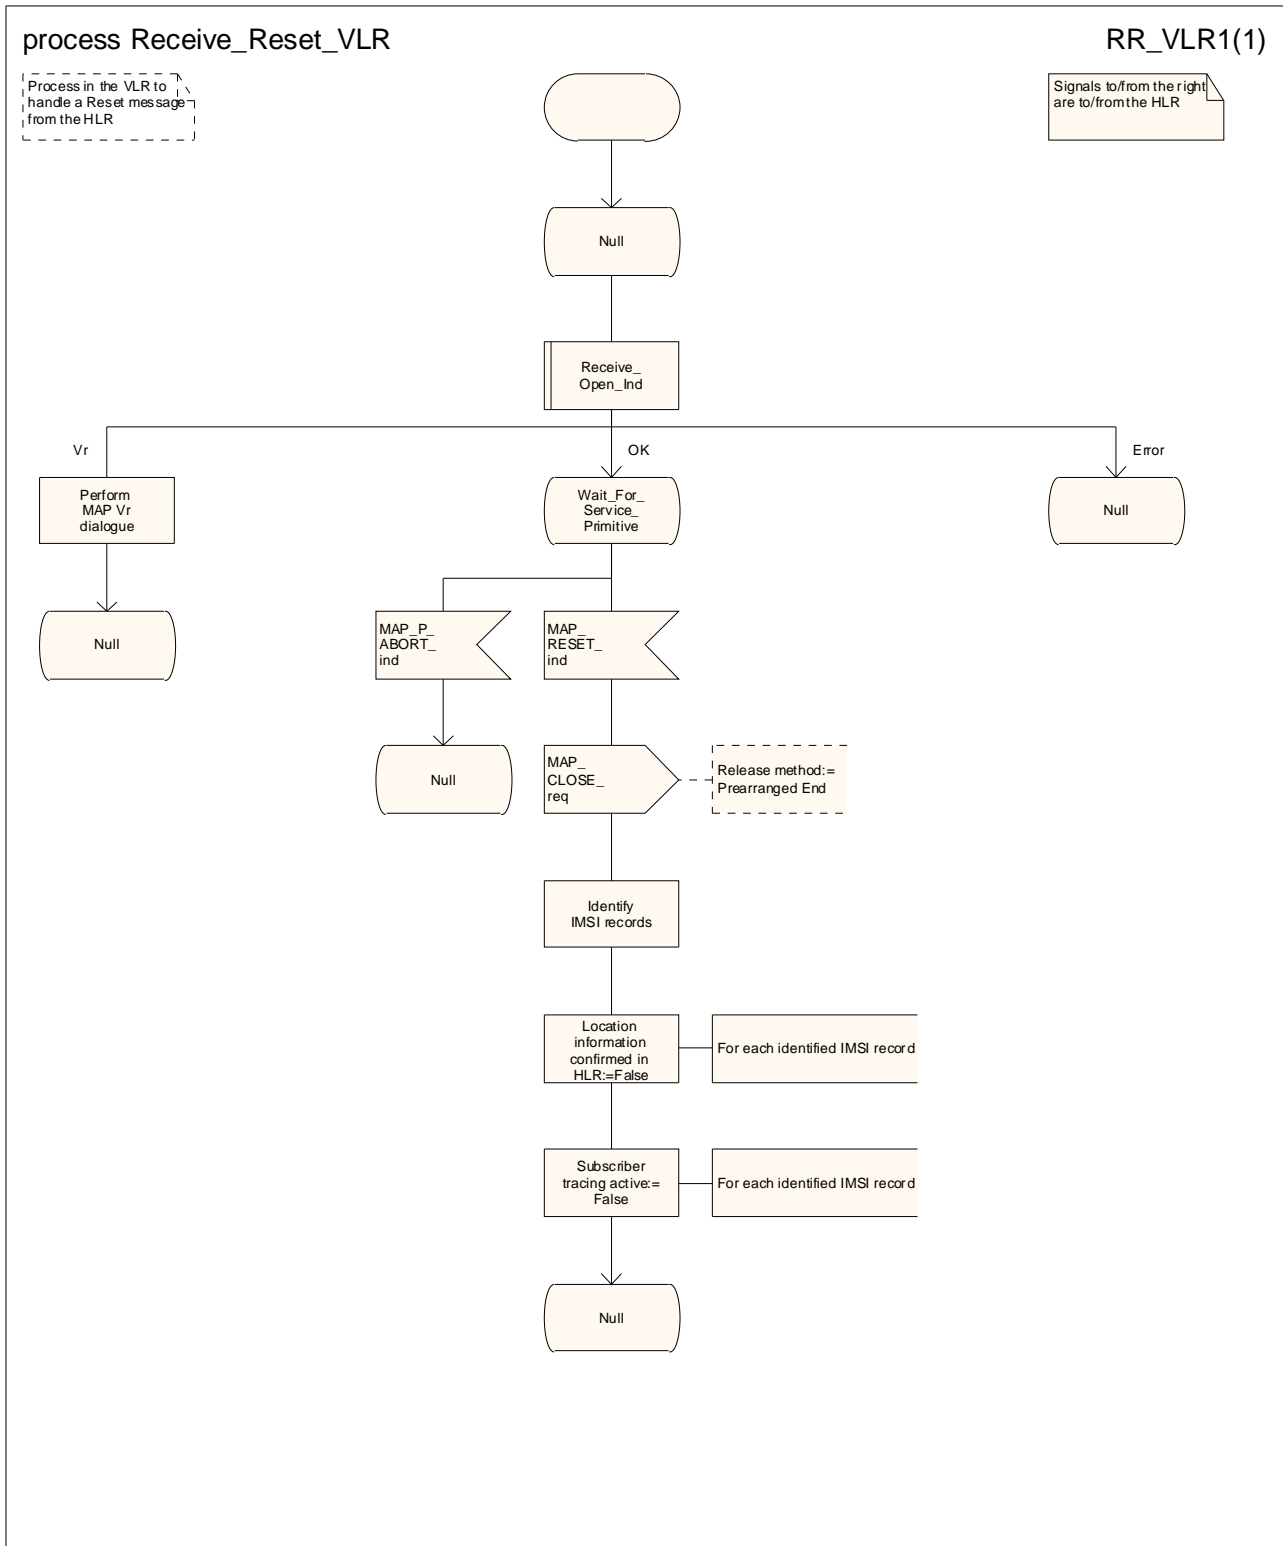 process Receive_Reset_VLR
RR_VLR1(1)
Process in the VLR to
handle a Reset message
from the HLR
Signals to/from the right
are to/from the HLR
Null
Receive_
Open_Ind
Vr
OK
Error
Perform
MAP Vr
dialogue
Wait_For_
Service_
Primitive
Null
Null
MAP_P_
ABORT_
ind
MAP_
RESET_
ind
Null
MAP_
CLOSE_
req
Release method:=
Prearranged End
Identify
IMSI records
Location
information
confirmed in
HLR:=False
For each identified IMSI record
Subscriber
tracing active:=
False
For each identified IMSI record
Null